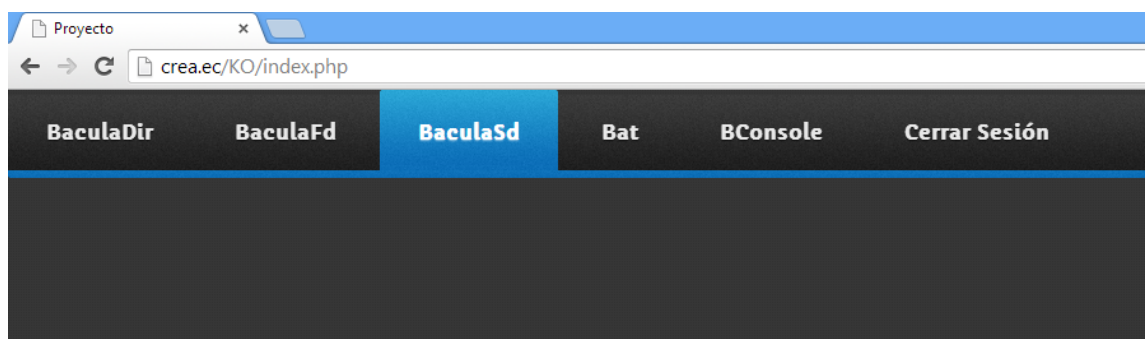 Proyecto
crea.ec/KO/index.php
BaculaDir BaculaFd BaculaSd Bat BConsole Cerrar Sesión